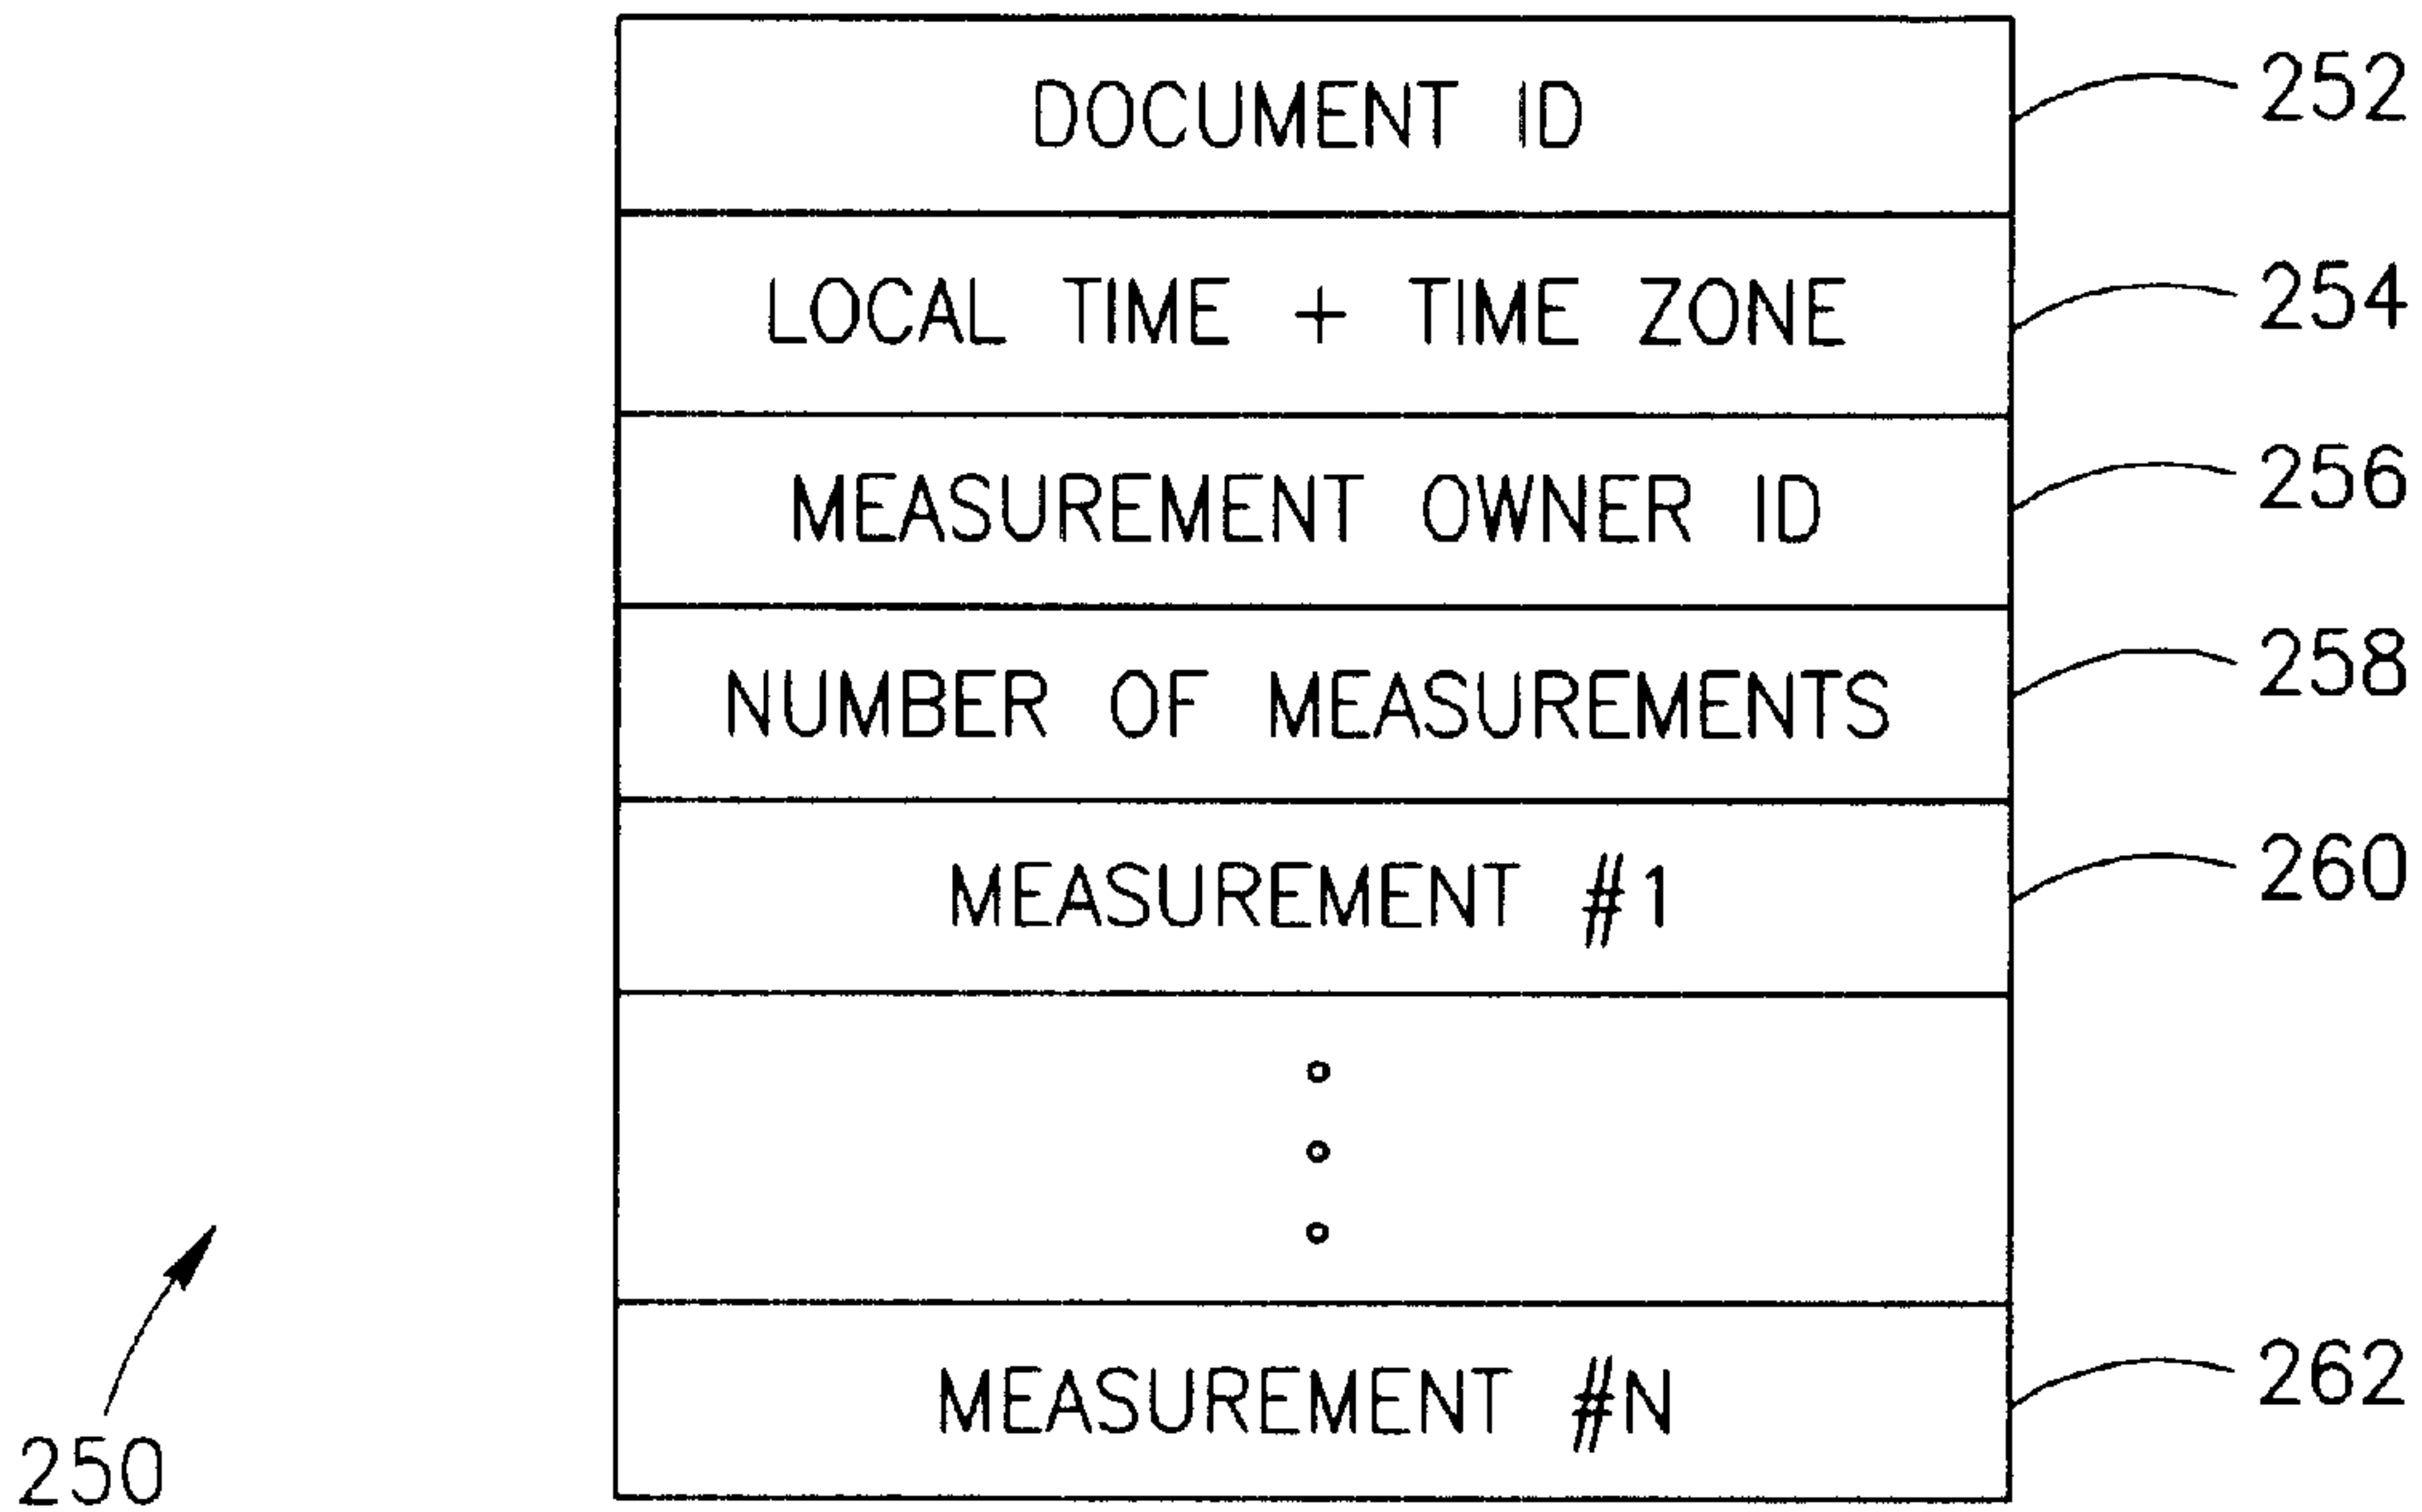 DOCUMENT ID 252
LOCAL TIME + TIME ZONE 254
MEASUREMENT OWNER ID 256
NUMBER OF MEASUREMENTS 258
MEASUREMENT #1 260
MEASUREMENT #N 262
250